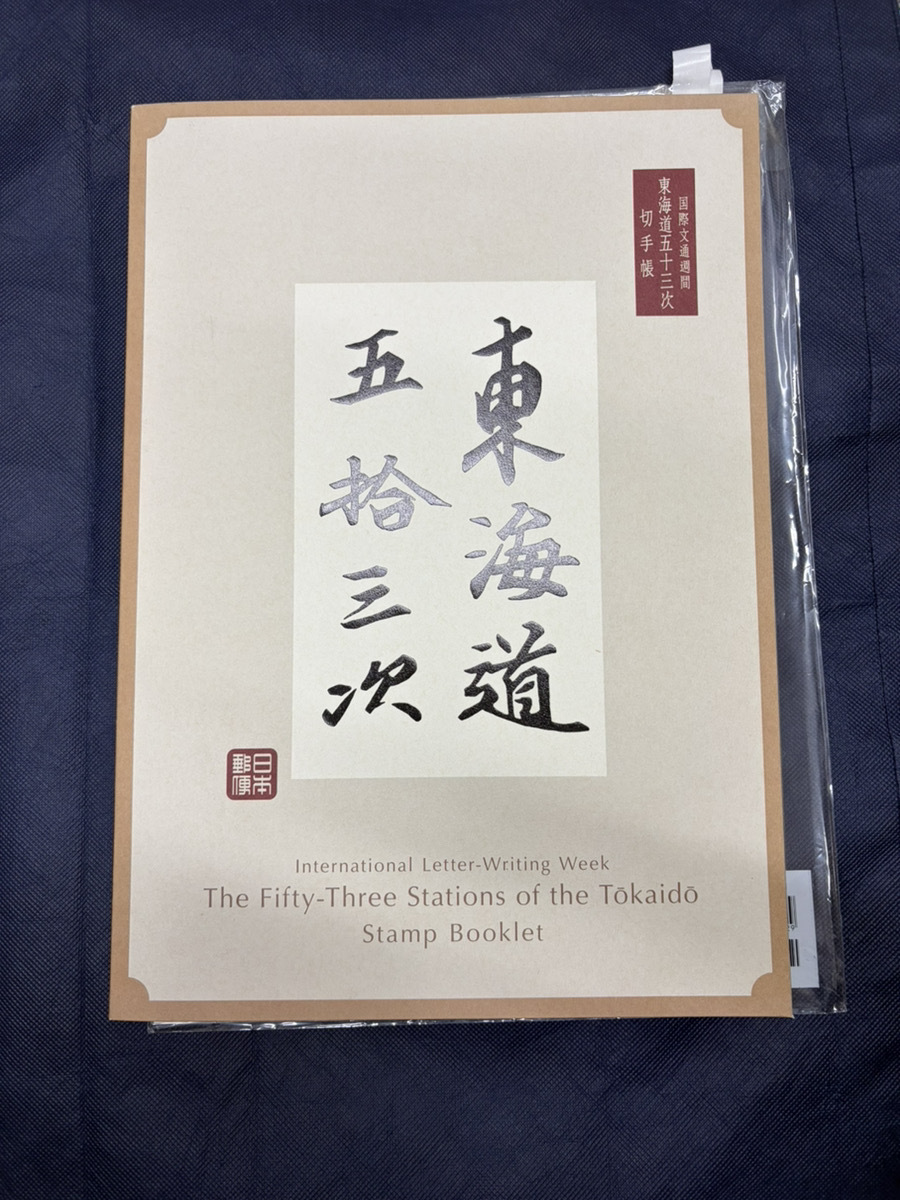 国際文通週間
東海道五十三次
切手帳
東海道
五拾三次
日本
郵便
International Letter-Writing Week
The Fifty-Three Stations of the Tōkaidō
Stamp Booklet